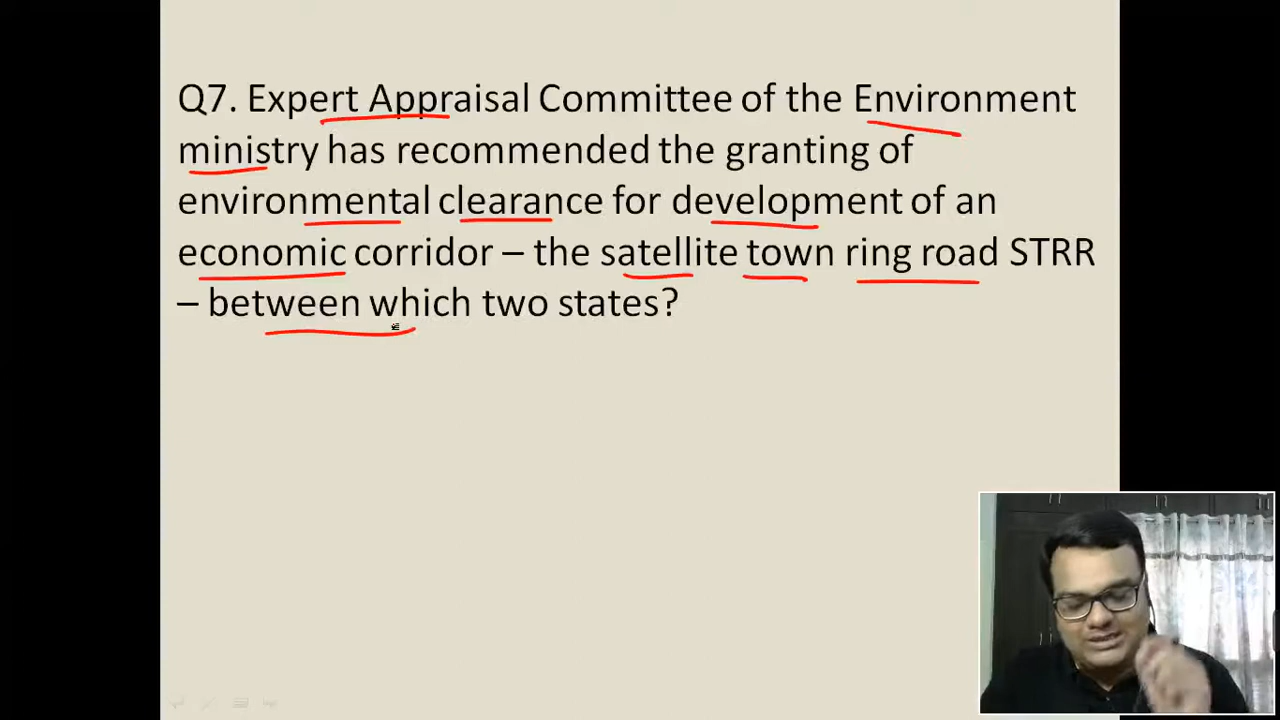 Q7. Expert Appraisal Committee of the Environment
ministry has recommended the granting of
environmental clearance for development of an
economic corridor – the satellite town ring road STRR
– between which two states?